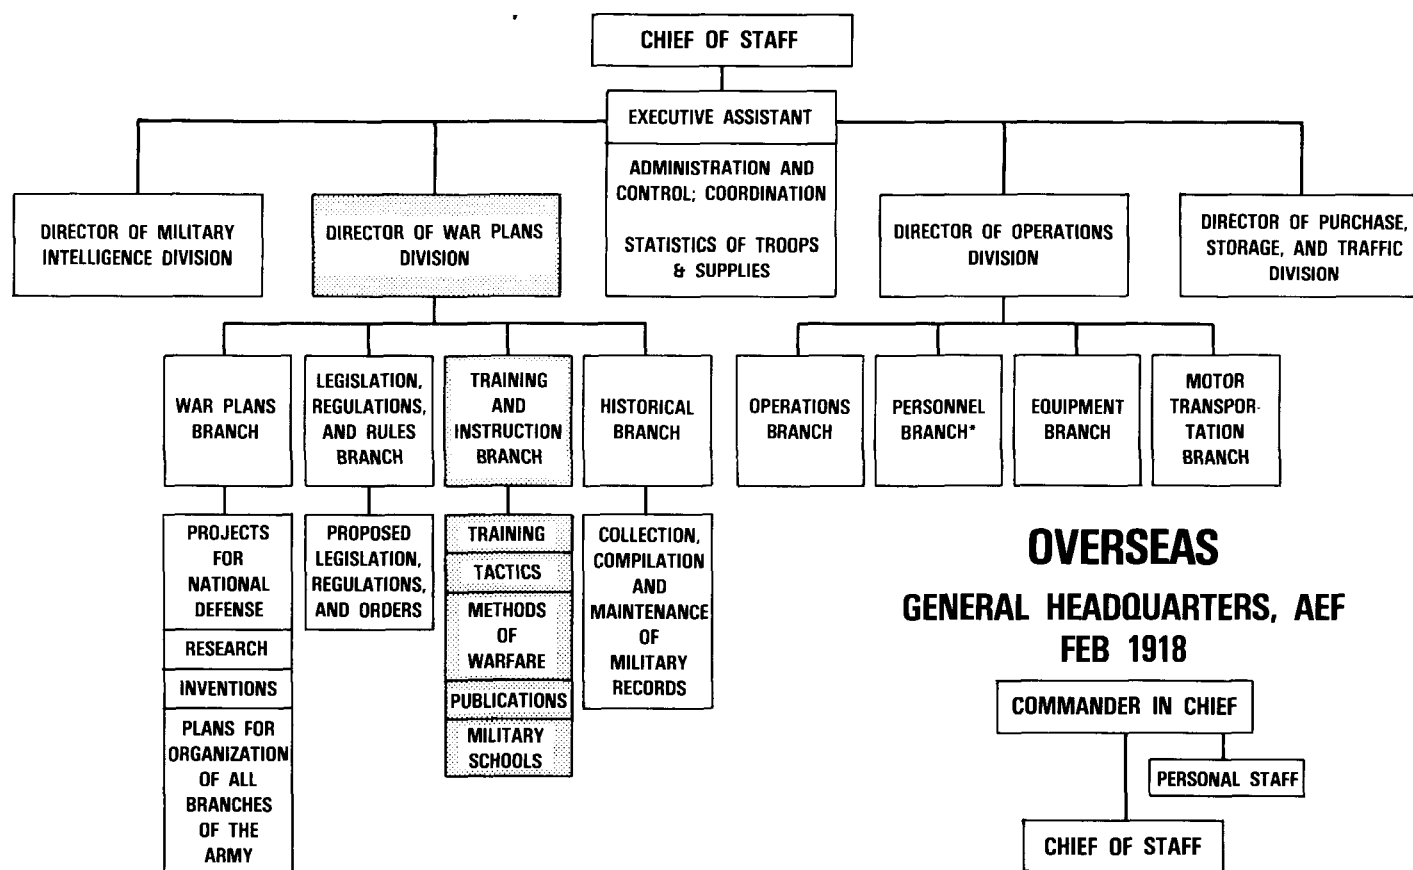 CHIEF OF STAFF
EXECUTIVE ASSISTANT
ADMINISTRATION AND
CONTROL; COORDINATION
STATISTICS OF TROOPS
& SUPPLIES
DIRECTOR OF MILITARY
INTELLIGENCE DIVISION
DIRECTOR OF WAR PLANS
DIVISION
DIRECTOR OF OPERATIONS
DIVISION
DIRECTOR OF PURCHASE,
STORAGE, AND TRAFFIC
DIVISION
WAR PLANS
BRANCH
LEGISLATION,
REGULATIONS,
AND RULES
BRANCH
TRAINING
AND
INSTRUCTION
BRANCH
HISTORICAL
BRANCH
OPERATIONS
BRANCH
PERSONNEL
BRANCH*
EQUIPMENT
BRANCH
MOTOR
TRANSPOR-
TATION
BRANCH
PROJECTS
FOR
NATIONAL
DEFENSE
RESEARCH
INVENTIONS
PLANS FOR
ORGANIZATION
OF ALL
BRANCHES
OF THE
ARMY
PROPOSED
LEGISLATION,
REGULATIONS,
AND ORDERS
TRAINING
TACTICS
METHODS
OF
WARFARE
PUBLICATIONS
MILITARY
SCHOOLS
COLLECTION,
COMPILATION
AND
MAINTENANCE
OF
MILITARY
RECORDS
OVERSEAS
GENERAL HEADQUARTERS, AEF
FEB 1918
COMMANDER IN CHIEF
PERSONAL STAFF
CHIEF OF STAFF